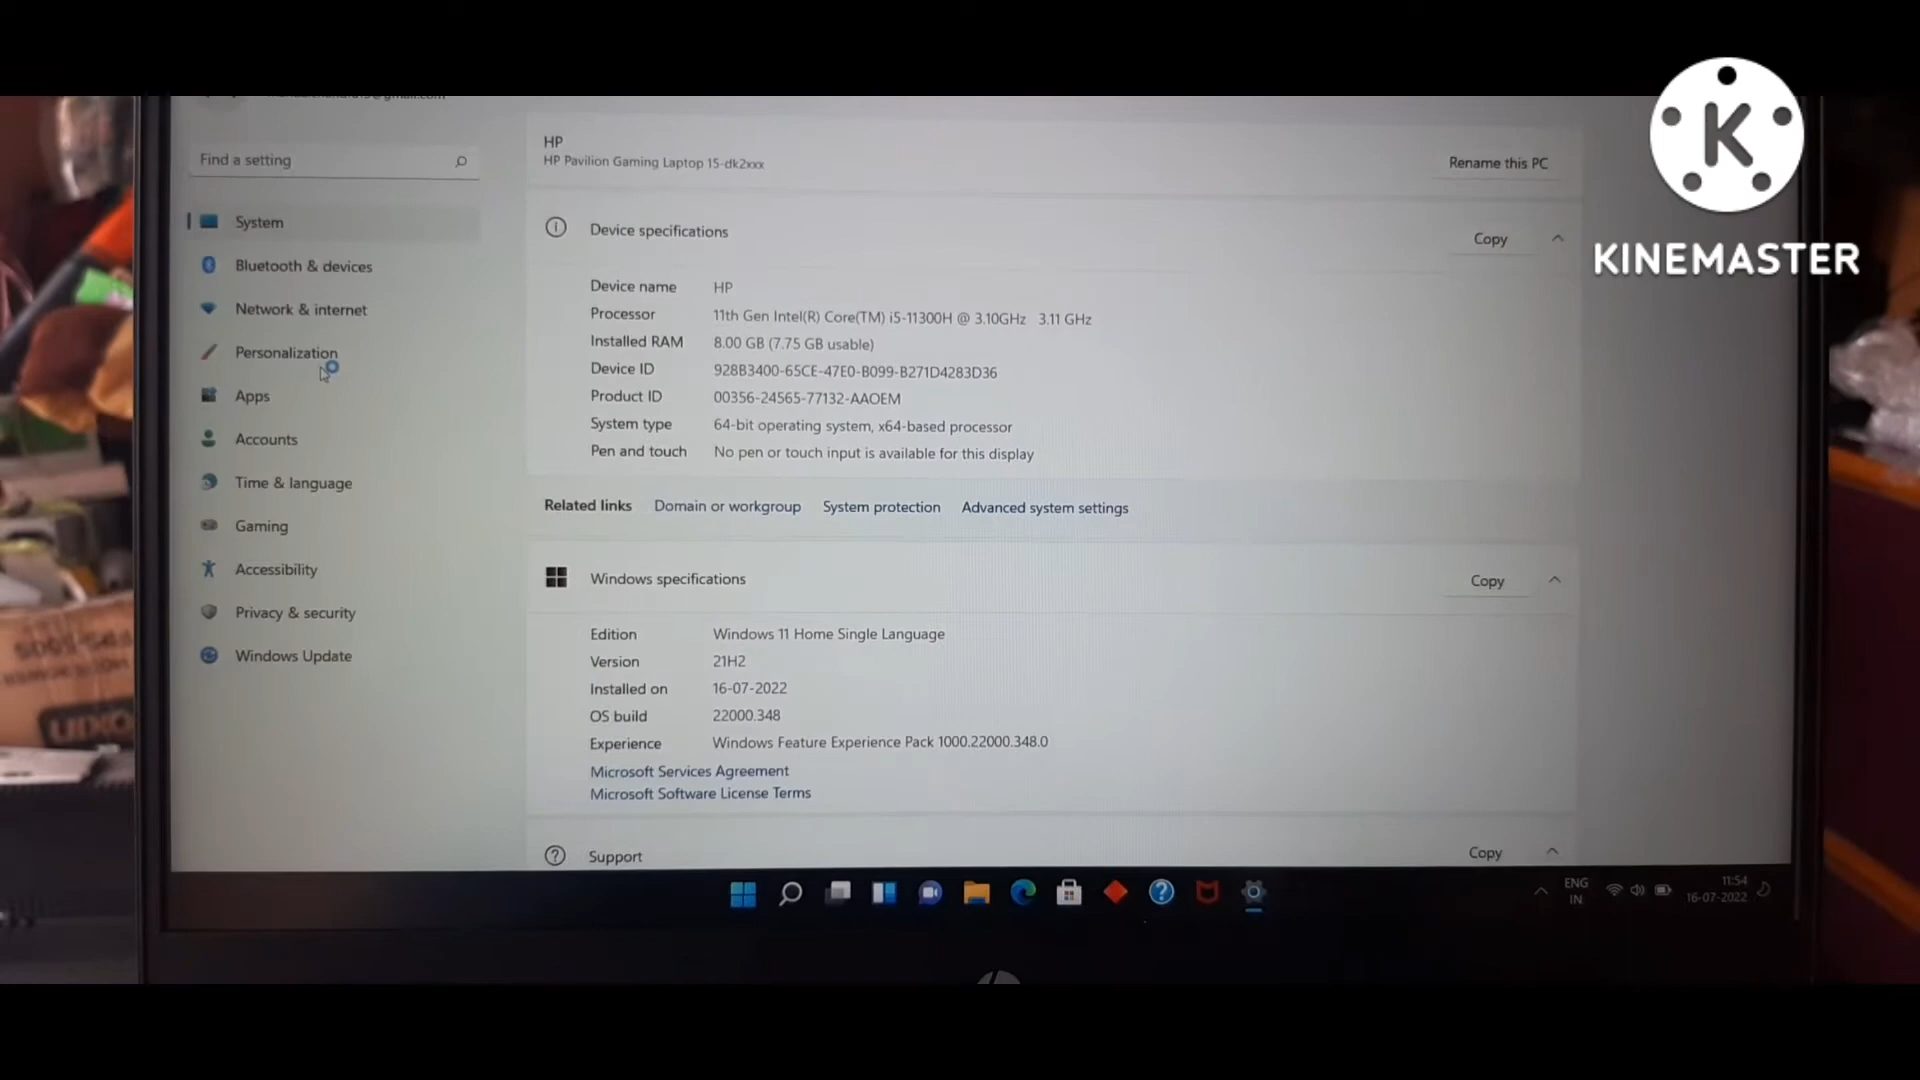 HP
HP Pavilion Gaming Laptop 15-dk2xxx
Rename this PC
K
KINEMASTER
Find a setting
System
Bluetooth & devices
Network & internet
Personalization
Apps
Accounts
Time & language
Gaming
Accessibility
Privacy & security
Windows Update
Device specifications
Copy
Device name HP
Processor 11th Gen Intel(R) Core(TM) i5-11300H @ 3.10GHz 3.11 GHz
Installed RAM 8.00 GB (7.75 GB usable)
Device ID 928B3400-65CE-47E0-B099-B271D4283D36
Product ID 00356-24565-77132-AAOEM
System type 64-bit operating system, x64-based processor
Pen and touch No pen or touch input is available for this display
Related links Domain or workgroup System protection Advanced system settings
Windows specifications
Copy
Edition Windows 11 Home Single Language
Version 21H2
Installed on 16-07-2022
OS build 22000.348
Experience Windows Feature Experience Pack 1000.22000.348.0
Microsoft Services Agreement
Microsoft Software License Terms
Support
Copy
ENG
IN
11:54
16-07-2022